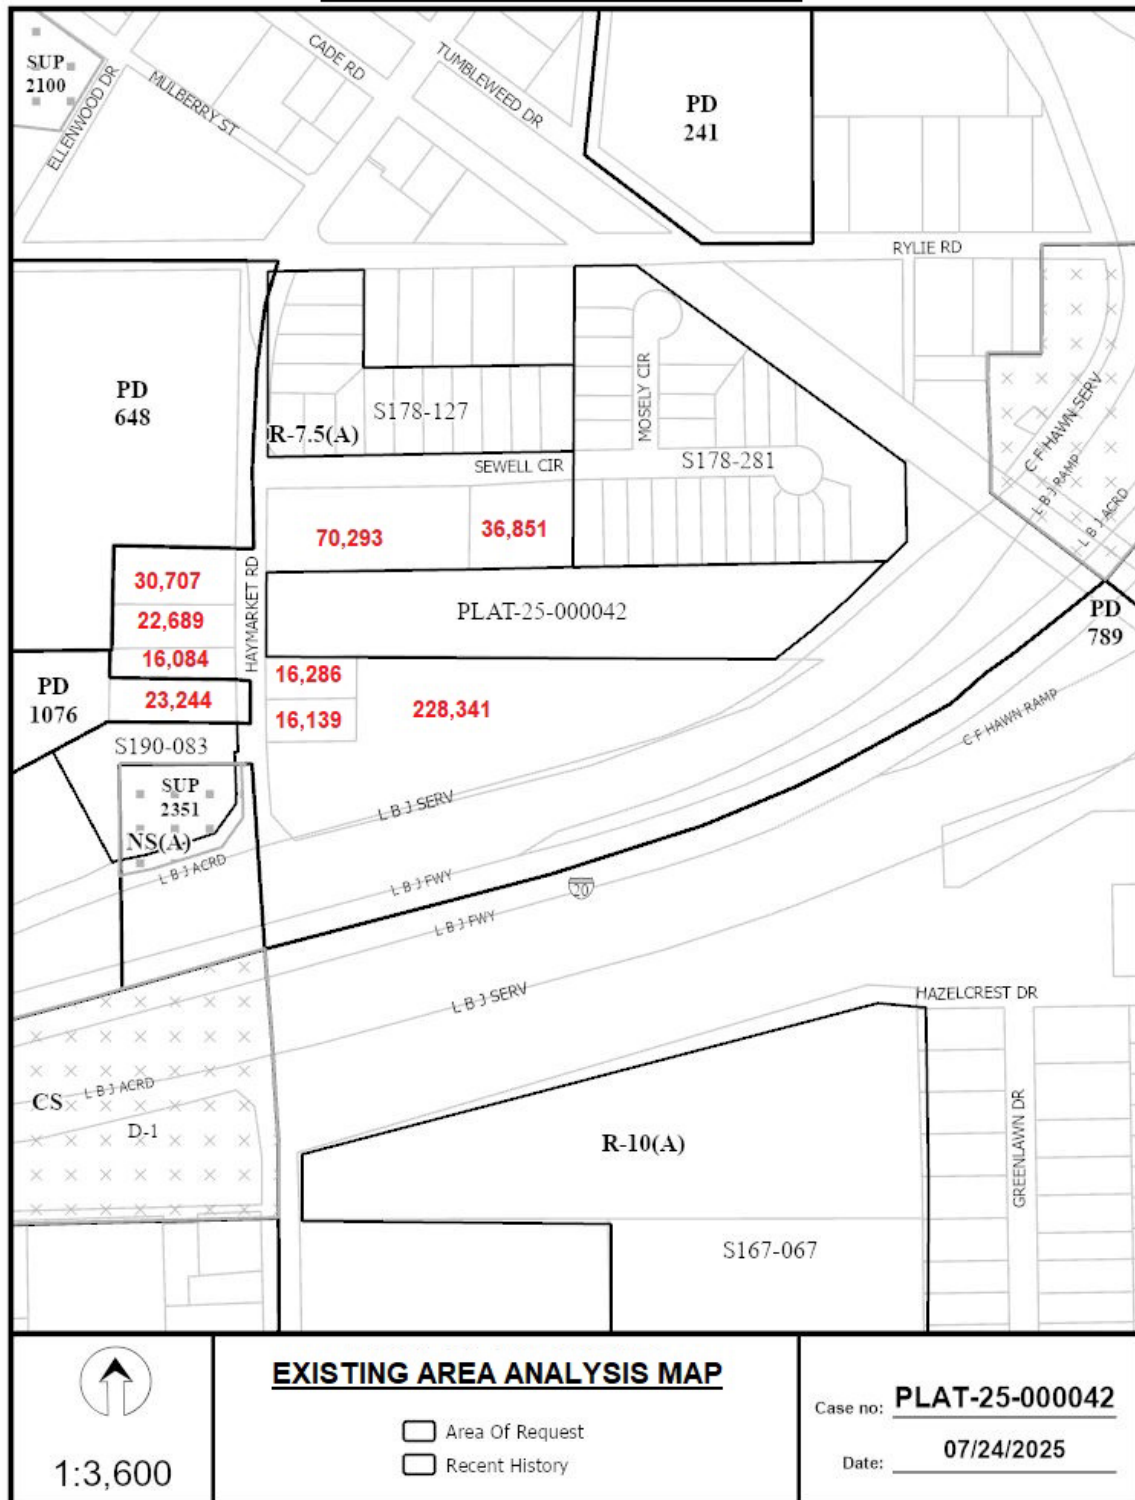 SUP
2100
ELLENWOOD DR
MULBERRY ST
CADE RD
TUMBLEWEED DR
PD
241
RYLIE RD
PD
648
S178-127
R-7.5(A)
SEWELL CIR
MOSELY CIR
S178-281
C F HAWN SERV
L B J RAMP
L B J ACRD
70,293
36,851
HAYMARKET RD
30,707
22,689
16,084
23,244
PLAT-25-000042
PD
789
PD
1076
16,286
16,139
228,341
C F HAWN RAMP
S190-083
SUP
2351
NS(A)
L B J SERV
L B J ACRD
L B J FWY
20
L B J FWY
L B J SERV
HAZELCREST DR
CS
L B J ACRD
D-1
R-10(A)
GREENLAWN DR
S167-067
1:3,600
EXISTING AREA ANALYSIS MAP
Area Of Request
Recent History
Case no: PLAT-25-000042
Date: 07/24/2025